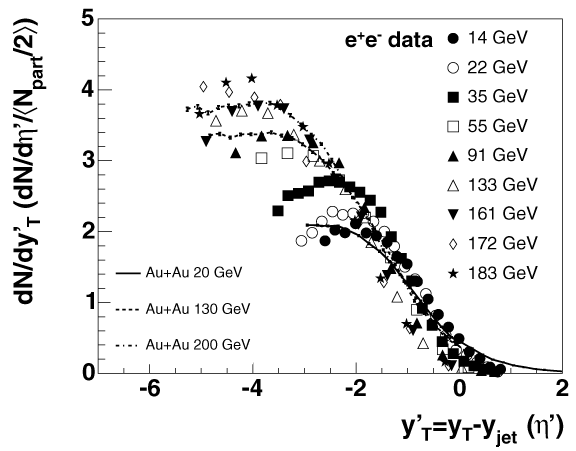 dN/dy'T (dN/dη'/⟨Npart/2⟩)
5
4
3
2
1
0
e+e- data
14 GeV
22 GeV
35 GeV
55 GeV
91 GeV
133 GeV
161 GeV
172 GeV
183 GeV
Au+Au 20 GeV
Au+Au 130 GeV
Au+Au 200 GeV
-6 -4 -2 0 2
y'T=yT-yjet (η')